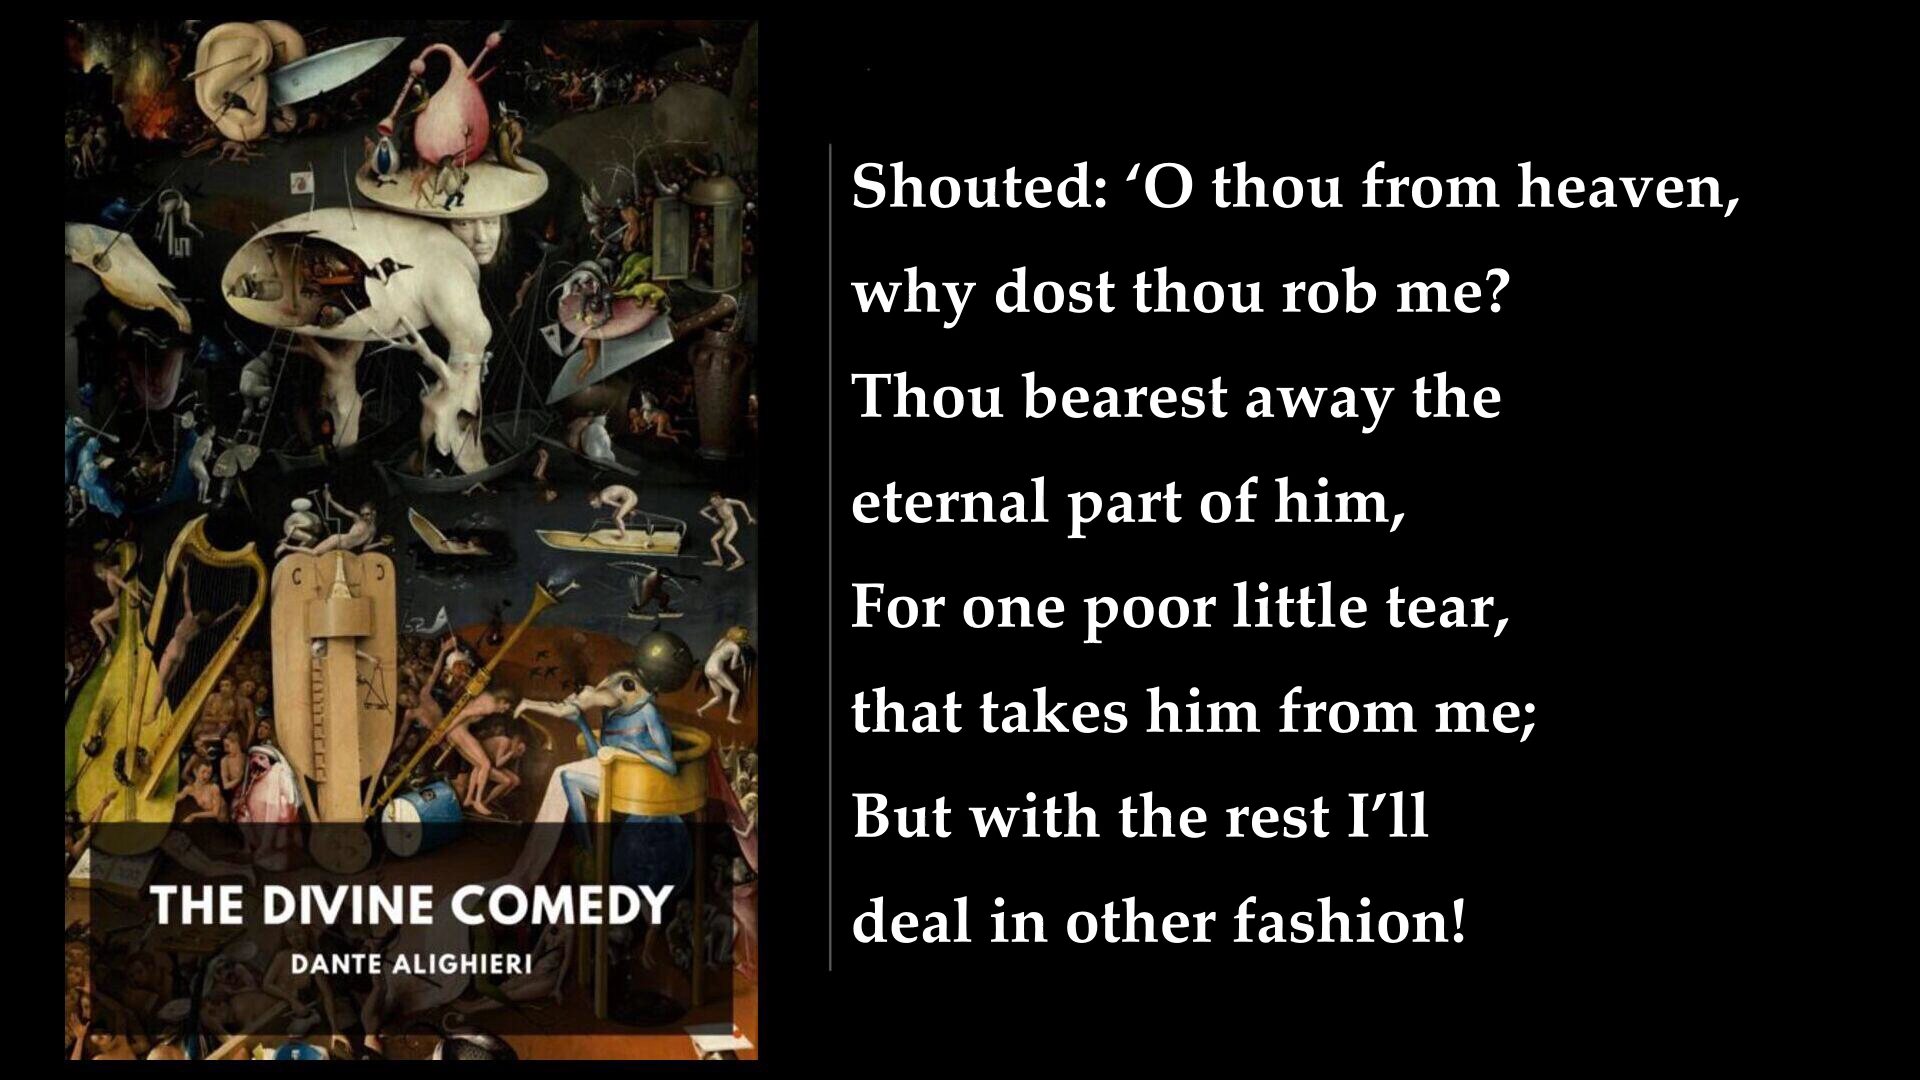 THE DIVINE COMEDY
DANTE ALIGHIERI
Shouted: ‘O thou from heaven,
why dost thou rob me?
Thou bearest away the
eternal part of him,
For one poor little tear,
that takes him from me;
But with the rest I’ll
deal in other fashion!